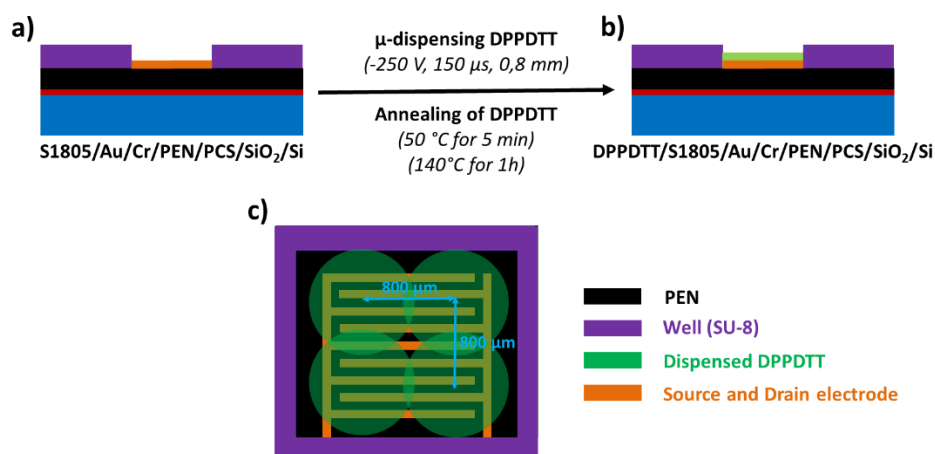 a)
μ-dispensing DPPDTT
(-250 V, 150 μs, 0,8 mm)
Annealing of DPPDTT
(50 °C for 5 min)
(140°C for 1h)
b)
S1805/Au/Cr/PEN/PCS/SiO₂/Si
DPPDTT/S1805/Au/Cr/PEN/PCS/SiO₂/Si
c)
800 μm
800 μm
PEN
Well (SU-8)
Dispensed DPPDTT
Source and Drain electrode